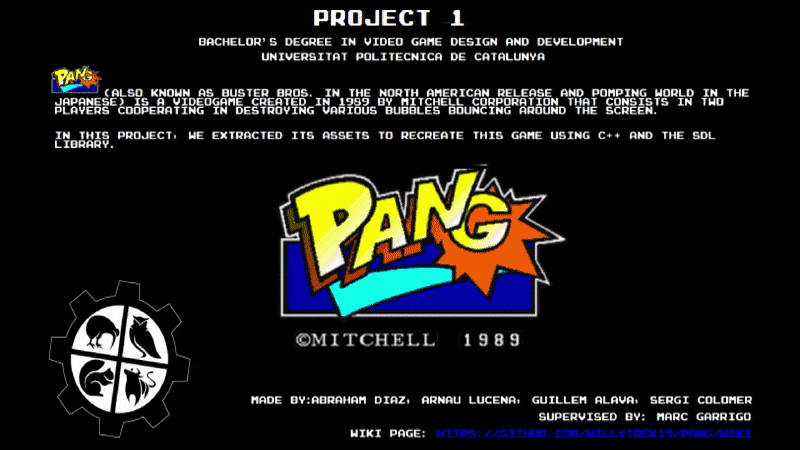 PROJECT 1
BACHELOR'S DEGREE IN VIDEO GAME DESIGN AND DEVELOPMENT
UNIVERSITAT POLITECNICA DE CATALUNYA
PANG (ALSO KNOWN AS BUSTER BROS. IN THE NORTH AMERICAN RELEASE AND POMPING WORLD IN THE
JAPANESE) IS A VIDEOGAME CREATED IN 1989 BY MITCHELL CORPORATION THAT CONSISTS IN TWO
PLAYERS COOPERATING IN DESTROYING VARIOUS BUBBLES BOUNCING AROUND THE SCREEN.
IN THIS PROJECT, WE EXTRACTED ITS ASSETS TO RECREATE THIS GAME USING C++ AND THE SDL
LIBRARY.
PANG
©MITCHELL 1989
MADE BY:ABRAHAM DIAZ, ARNAU LUCENA, GUILLEM ALAVA, SERGI COLOMER
SUPERVISED BY: MARC GARRIGO
WIKI PAGE: HTTPS://GITHUB.COM/WILLYTREK19/PANG/WIKI